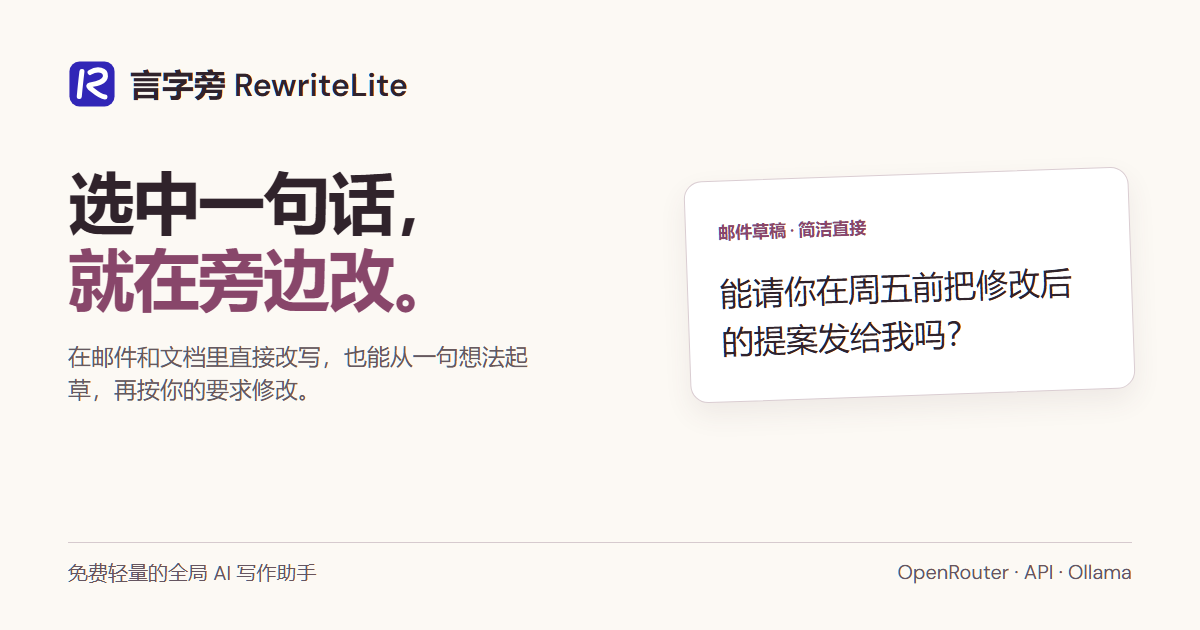 言字旁 RewriteLite
选中一句话，
就在旁边改。
在邮件和文档里直接改写，也能从一句想法起
草，再按你的要求修改。
邮件草稿 · 简洁直接
能请你在周五前把修改后
的提案发给我吗？
免费轻量的全局 AI 写作助手
OpenRouter · API · Ollama